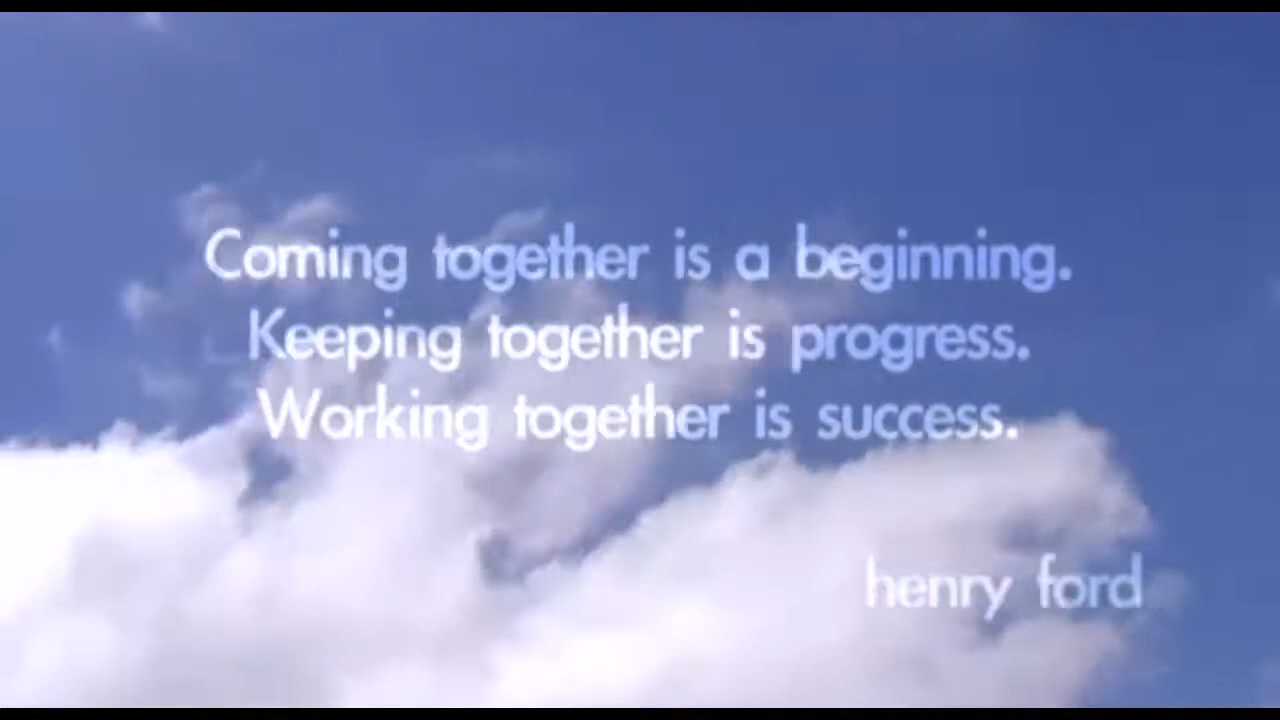 Coming together is a beginning.
Keeping together is progress.
Working together is success.
henry ford